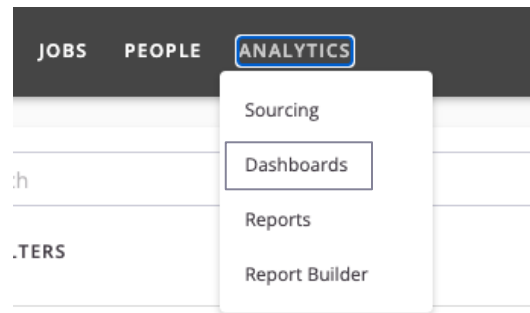 JOBS PEOPLE ANALYTICS
Sourcing
Dashboards
Reports
Report Builder